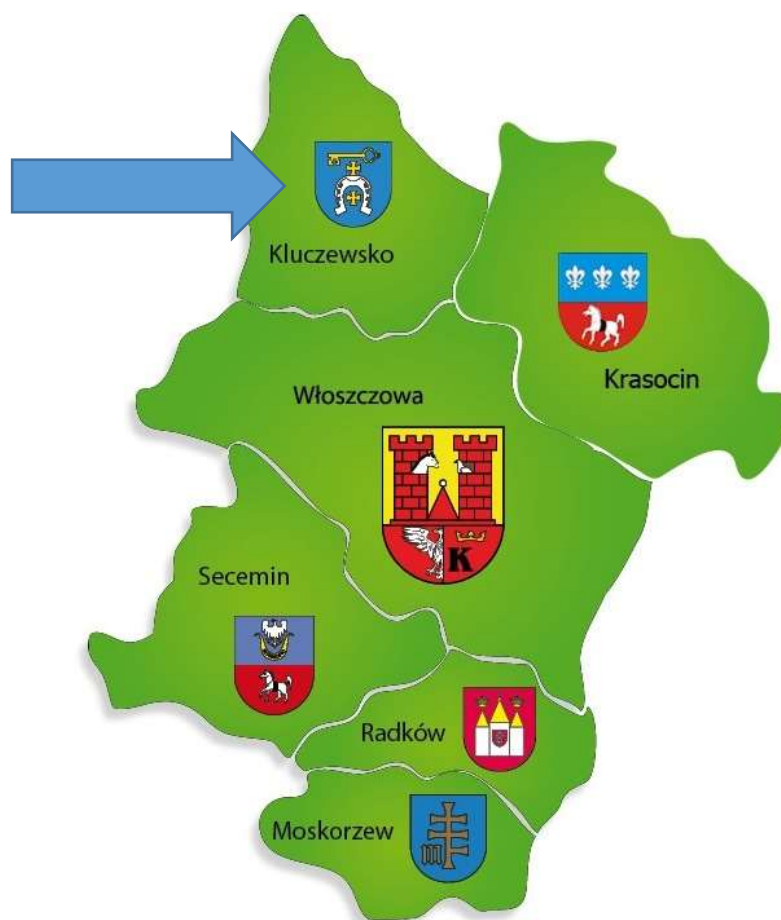 Kluczewsko
Krasocin
Włoszczowa
K
Secemin
Radków
Moskorzew
m